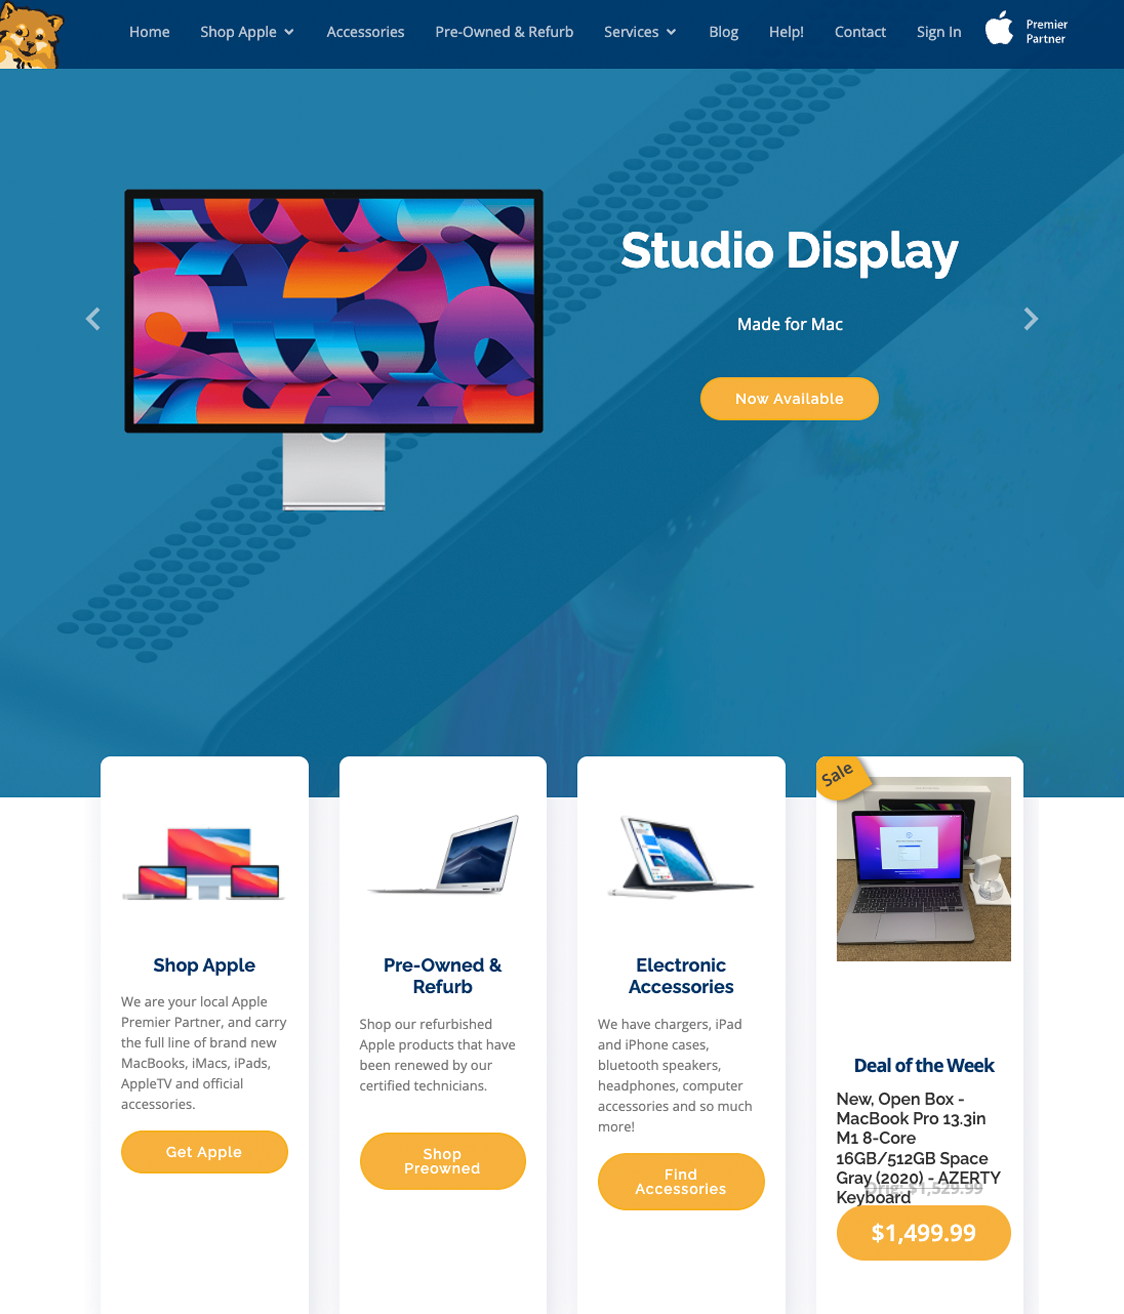 Home
Shop Apple
Accessories
Pre-Owned & Refurb
Services
Blog
Help!
Contact
Sign In
Premier
Partner
Studio Display
Made for Mac
Now Available
Shop Apple
We are your local Apple
Premier Partner, and carry
the full line of brand new
MacBooks, iMacs, iPads,
AppleTV and official
accessories.
Get Apple
Pre-Owned &
Refurb
Shop our refurbished
Apple products that have
been renewed by our
certified technicians.
Shop
Preowned
Electronic
Accessories
We have chargers, iPad
and iPhone cases,
bluetooth speakers,
headphones, computer
accessories and so much
more!
Find
Accessories
Sale
Deal of the Week
New, Open Box -
MacBook Pro 13.3in
M1 8-Core
16GB/512GB Space
Gray (2020) - AZERTY
Keyboard
Orig: $1,529.99
$1,499.99